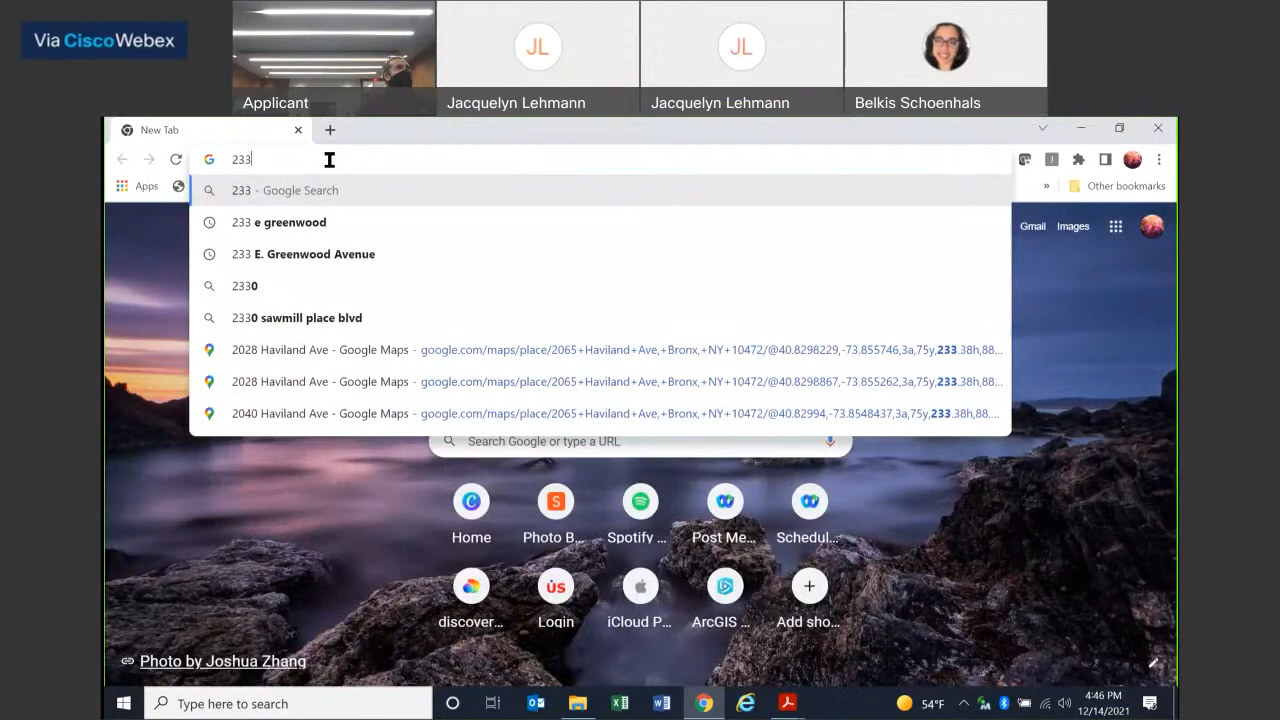 Via Cisco Webex
Applicant
JL
Jacquelyn Lehmann
JL
Jacquelyn Lehmann
Belkis Schoenhals
New Tab
233
Apps
» Other bookmarks
233 - Google Search
233 e greenwood
233 E. Greenwood Avenue
2330
2330 sawmill place blvd
2028 Haviland Ave - Google Maps - google.com/maps/place/2065+Haviland+Ave,+Bronx,+NY+10472/@40.8298229,-73.855746,3a,75y,233.38h,88...
2028 Haviland Ave - Google Maps - google.com/maps/place/2065+Haviland+Ave,+Bronx,+NY+10472/@40.8298867,-73.855262,3a,75y,233.38h,88...
2040 Haviland Ave - Google Maps - google.com/maps/place/2065+Haviland+Ave,+Bronx,+NY+10472/@40.82994,-73.8548437,3a,75y,233.38h,88....
Gmail Images
Search Google or type a URL
Home Photo B... Spotify ... Post Me... Schedul...
discover... Login iCloud P... ArcGIS ... Add sho...
Photo by Joshua Zhang
Type here to search
54°F
4:46 PM
12/14/2021